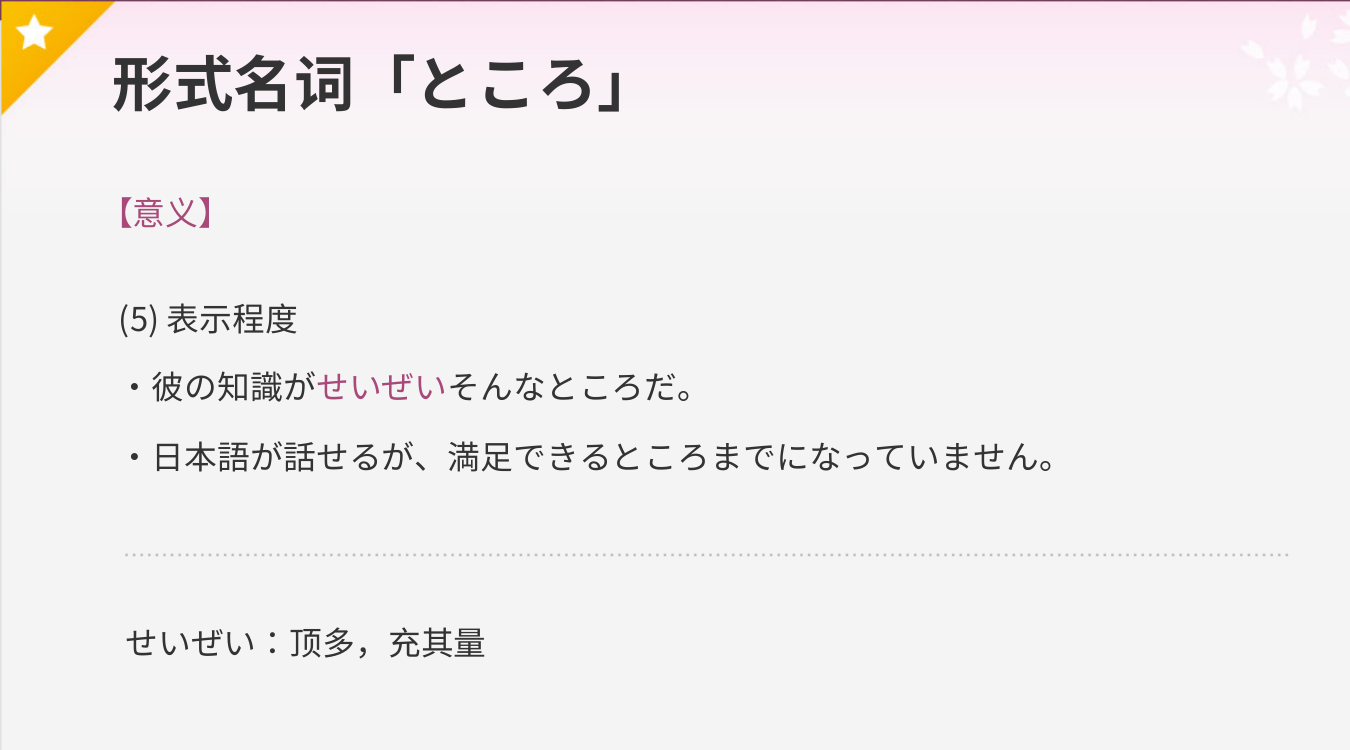 形式名词「ところ」
【意义】
(5) 表示程度
・彼の知識がせいぜいそんなところだ。
・日本語が話せるが、満足できるところまでになっていません。
せいぜい：顶多，充其量